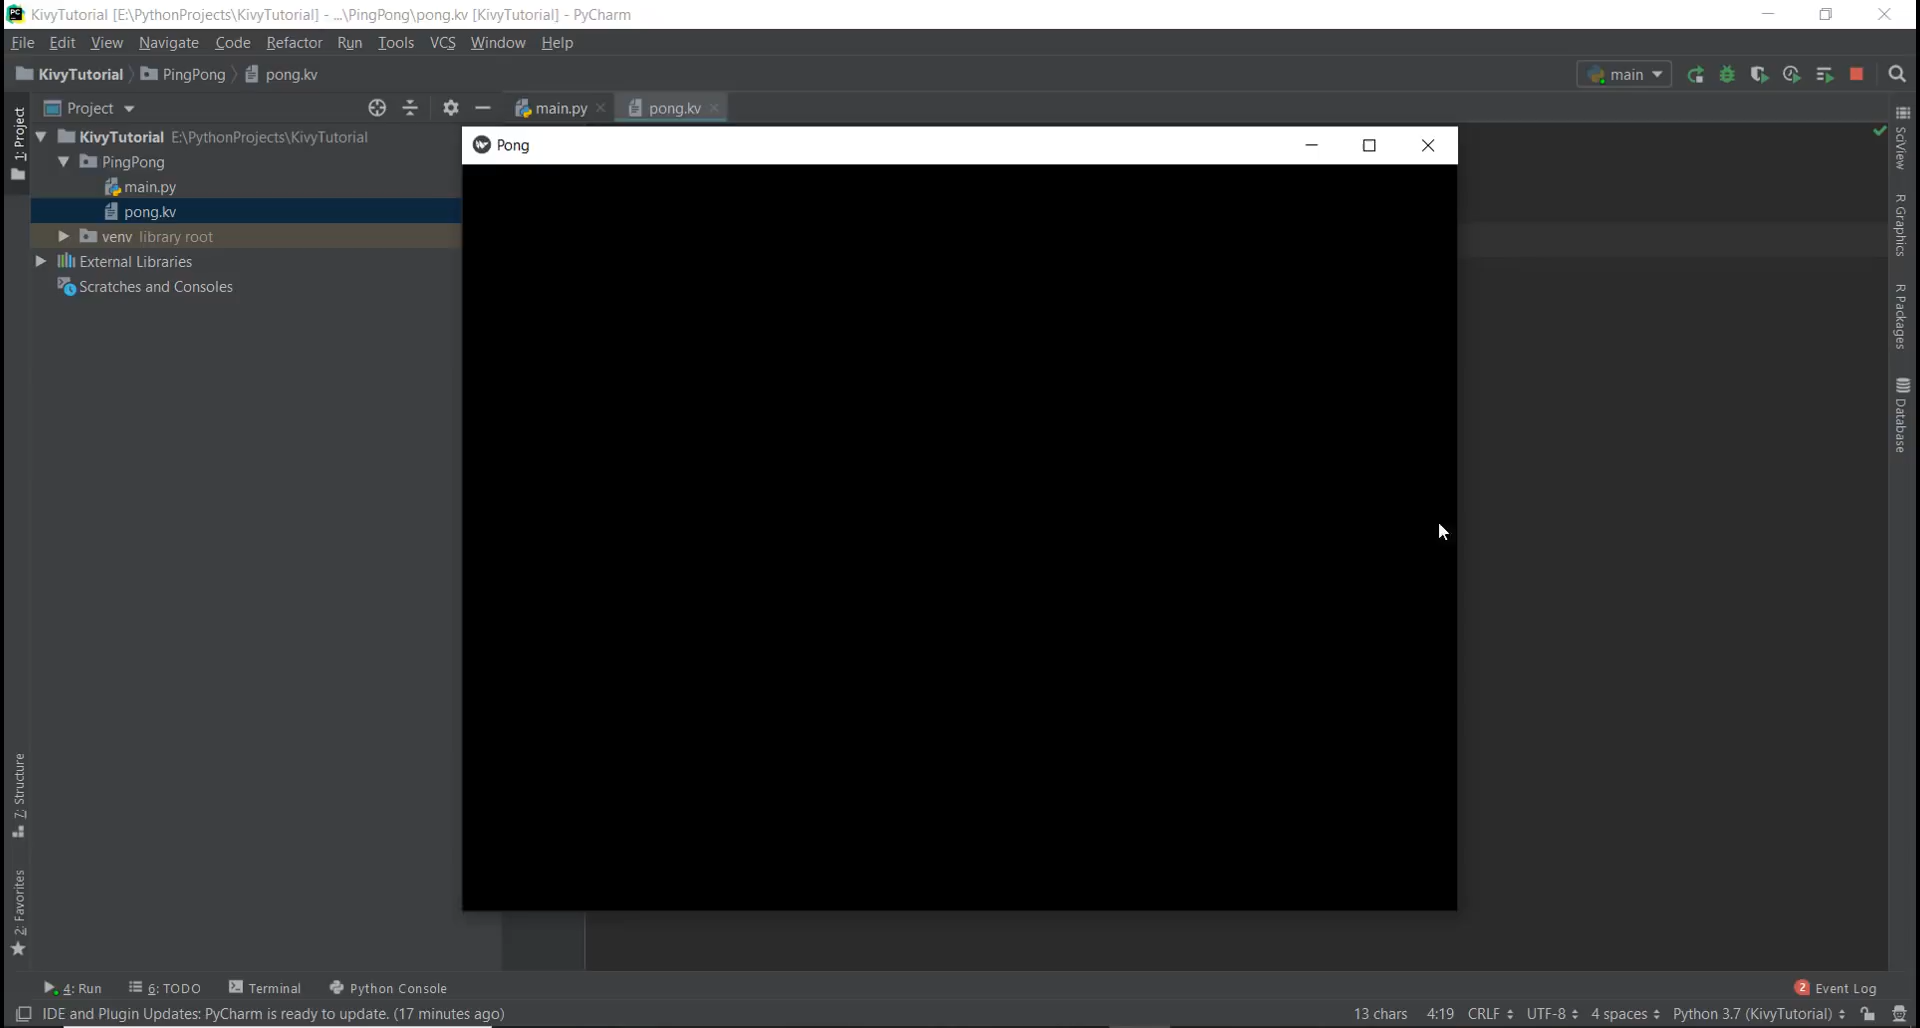 KivyTutorial [E:\PythonProjects\KivyTutorial] - ...\PingPong\pong.kv [KivyTutorial] - PyCharm
File Edit View Navigate Code Refactor Run Tools VCS Window Help
KivyTutorial PingPong pong.kv main
Project main.py pong.kv
KivyTutorial E:\PythonProjects\KivyTutorial
PingPong
main.py
pong.kv
venv library root
External Libraries
Scratches and Consoles
Pong
1: Project
7: Structure
2: Favorites
SciView
R Graphics
R Packages
Database
4: Run 6: TODO Terminal Python Console 2 Event Log
IDE and Plugin Updates: PyCharm is ready to update. (17 minutes ago) 13 chars 4:19 CRLF UTF-8 4 spaces Python 3.7 (KivyTutorial)